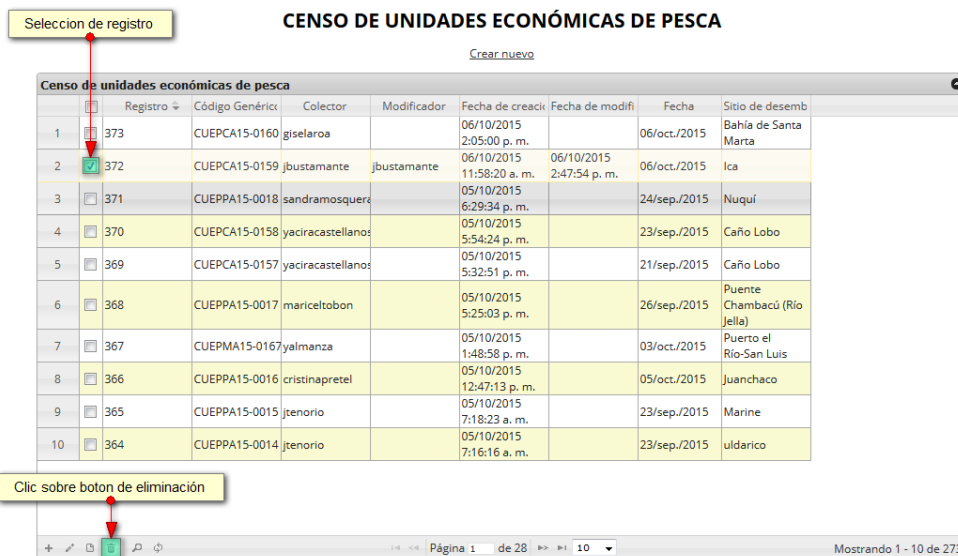 Seleccion de registro
CENSO DE UNIDADES ECONÓMICAS DE PESCA
Crear nuevo
Censo de unidades económicas de pesca
Registro Código Genéric Colector Modificador Fecha de creaci Fecha de modifi Fecha Sitio de desemb
1 373 CUEPCA15-0160 giselaroa 06/10/2015 2:05:00 p. m. 06/oct./2015 Bahía de Santa Marta
2 372 CUEPCA15-0159 jbustamante jbustamante 06/10/2015 11:58:20 a. m. 06/10/2015 2:47:54 p. m. 06/oct./2015 Ica
3 371 CUEPPA15-0018 sandramosquera 05/10/2015 6:29:34 p. m. 24/sep./2015 Nuquí
4 370 CUEPCA15-0158 yaciracastellanos 05/10/2015 5:54:24 p. m. 23/sep./2015 Caño Lobo
5 369 CUEPCA15-0157 yaciracastellanos 05/10/2015 5:32:51 p. m. 21/sep./2015 Caño Lobo
6 368 CUEPPA15-0017 mariceltobon 05/10/2015 5:25:03 p. m. 26/sep./2015 Puente Chambacú (Río Jella)
7 367 CUEPMA15-0167 yalmanza 05/10/2015 1:48:58 p. m. 03/oct./2015 Puerto el Río-San Luis
8 366 CUEPPA15-0016 cristinapretel 05/10/2015 12:47:13 p. m. 05/oct./2015 Juanchaco
9 365 CUEPPA15-0015 jtenorio 05/10/2015 7:18:23 a. m. 23/sep./2015 Marine
10 364 CUEPPA15-0014 jtenorio 05/10/2015 7:16:16 a. m. 23/sep./2015 uldarico
Clic sobre boton de eliminación
Página 1 de 28 10 Mostrando 1 - 10 de 273